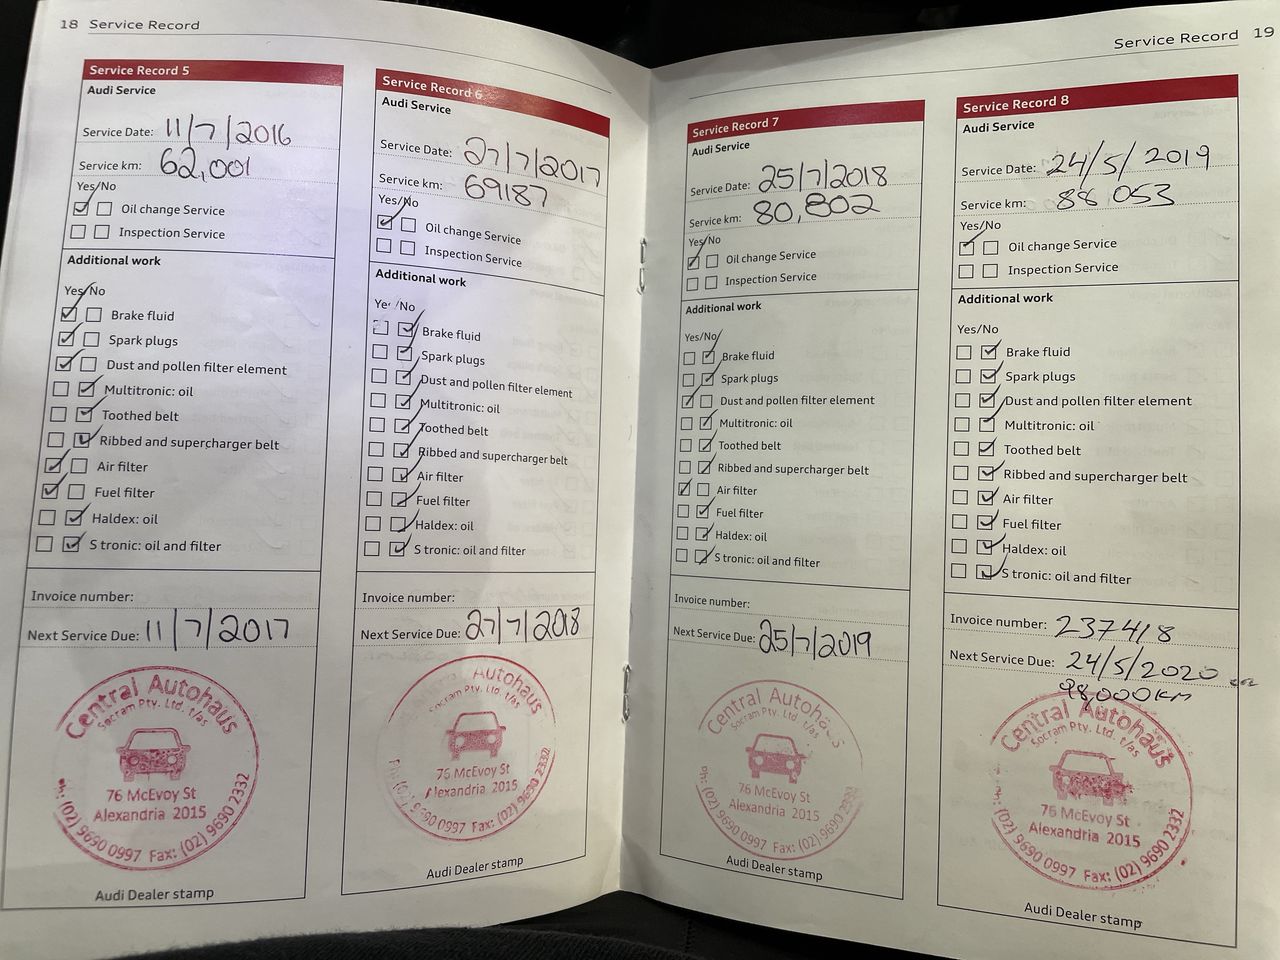 18 Service Record
Service Record 5
Audi Service
Service Date: 11/7/2016
Service km: 62,001
Yes/No
Oil change Service
Inspection Service
Additional work
Yes/No
Brake fluid
Spark plugs
Dust and pollen filter element
Multitronic: oil
Toothed belt
Ribbed and supercharger belt
Air filter
Fuel filter
Haldex: oil
S tronic: oil and filter
Invoice number:
Next Service Due: 11/7/2017
Central Autohaus
Socram Pty. Ltd. t/as
76 McEvoy St
Alexandria 2015
Ph: (02) 9690 0997 Fax: (02) 9690 2332
Audi Dealer stamp
Service Record 6
Audi Service
Service Date: 27/7/2017
Service km: 69187
Yes/No
Oil change Service
Inspection Service
Additional work
Yes/No
Brake fluid
Spark plugs
Dust and pollen filter element
Multitronic: oil
Toothed belt
Ribbed and supercharger belt
Air filter
Fuel filter
Haldex: oil
S tronic: oil and filter
Invoice number:
Next Service Due: 27/7/2018
Autohaus
Pty. Ltd. t/as
76 McEvoy St
Alexandria 2015
0997 Fax: (02) 9690 2332
Audi Dealer stamp
Service Record 19
Service Record 7
Audi Service
Service Date: 25/7/2018
Service km: 80,802
Yes/No
Oil change Service
Inspection Service
Additional work
Yes/No
Brake fluid
Spark plugs
Dust and pollen filter element
Multitronic: oil
Toothed belt
Ribbed and supercharger belt
Air filter
Fuel filter
Haldex: oil
S tronic: oil and filter
Invoice number:
Next Service Due: 25/7/2019
Central Autohaus
Socram Pty. Ltd. t/as
76 McEvoy St
Alexandria 2015
Ph: (02) 9690 0997 Fax: (02) 9690 2332
Audi Dealer stamp
Service Record 8
Audi Service
Service Date: 24/5/2019
Service km: 88,053
Yes/No
Oil change Service
Inspection Service
Additional work
Yes/No
Brake fluid
Spark plugs
Dust and pollen filter element
Multitronic: oil
Toothed belt
Ribbed and supercharger belt
Air filter
Fuel filter
Haldex: oil
S tronic: oil and filter
Invoice number: 237418
Next Service Due: 24/5/2020
98,000km
Central Autohaus
Socram Pty. Ltd. t/as
76 McEvoy St
Alexandria 2015
Ph: (02) 9690 0997 Fax: (02) 9690 2332
Audi Dealer stamp